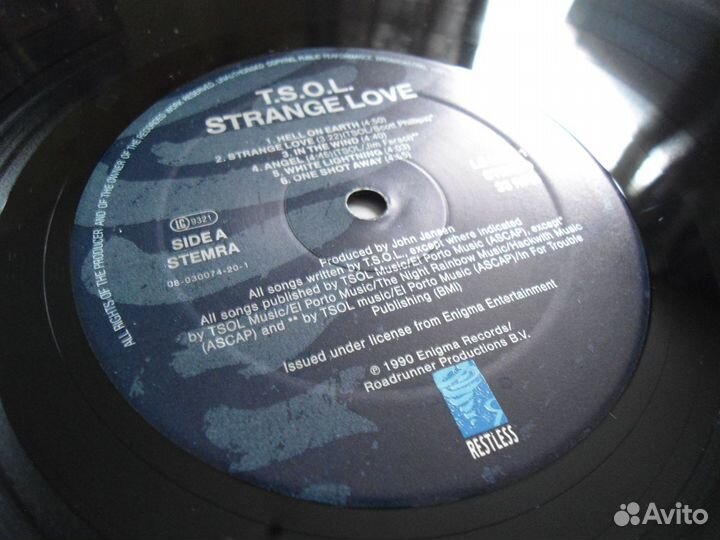 ALL RIGHTS OF THE PRODUCER AND OF THE OWNER OF THE RECORDED WORK RESERVED. UNAUTHORISED COPYING, PUBLIC PERFORMANCE,
T.S.O.L.
STRANGE LOVE
1. HELL ON EARTH (4:50)
2. STRANGE LOVE (3:22)(TSOL/Scott Phillips)*
3. IN THE WIND (4:40)
4. ANGEL (4:46)(TSOL/Jim Ferrell)**
5. WHITE LIGHTNING (4:03)
6. ONE SHOT AWAY (4:55)
LC 9321
SIDE A
STEMRA
08-030074-20-1
Produced by John Jansen
All songs written by T.S.O.L., except where indicated
All songs published by TSOL Music/El Porto Music (ASCAP), except*
by TSOL Music/El Porto Music/The Night Rainbow Music/Hackwith Music
(ASCAP) and ** by TSOL music/El Porto Music (ASCAP)/In For Trouble
Publishing (BMI)
Issued under license from Enigma Entertainment
℗ 1990 Enigma Records/
Roadrunner Productions B.V.
RESTLESS
Avito